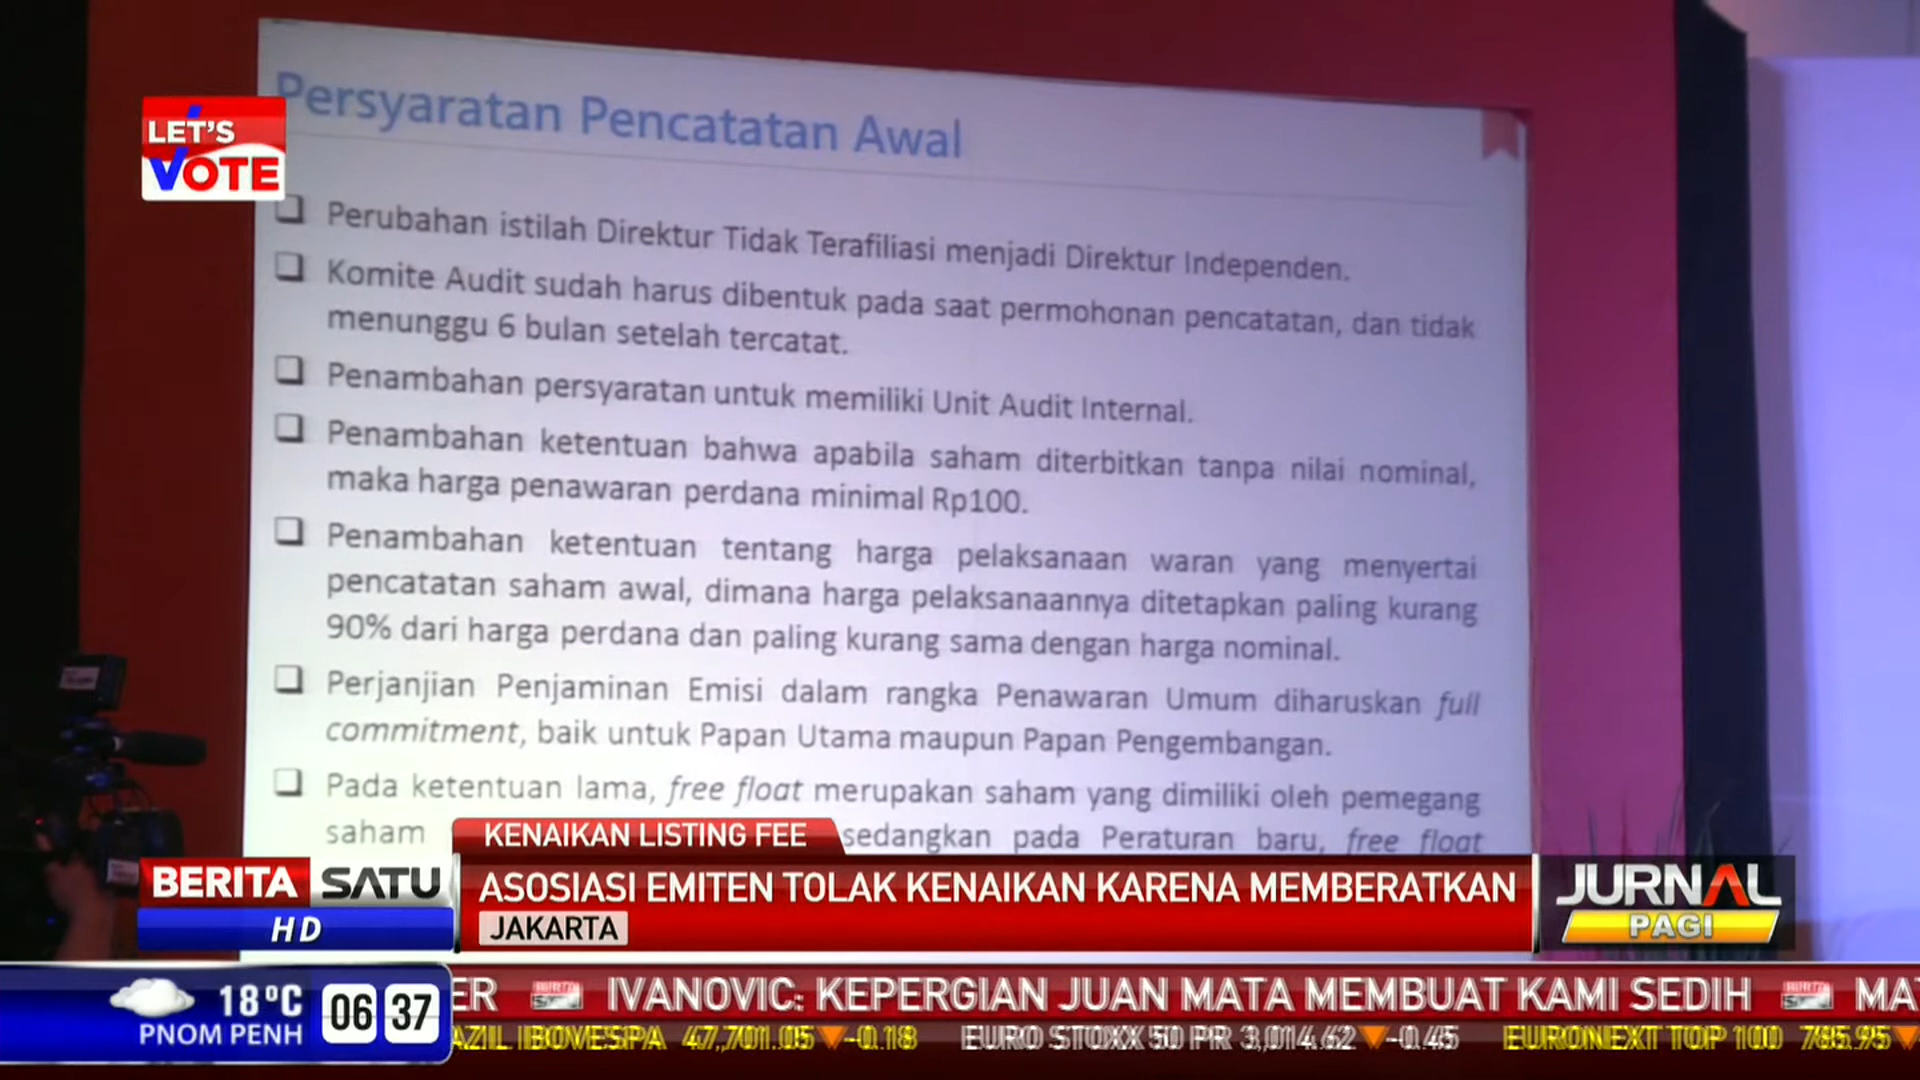 Persyaratan Pencatatan Awal
LET'S
VOTE
Perubahan istilah Direktur Tidak Terafiliasi menjadi Direktur Independen.
Komite Audit sudah harus dibentuk pada saat permohonan pencatatan, dan tidak
menunggu 6 bulan setelah tercatat.
Penambahan persyaratan untuk memiliki Unit Audit Internal.
Penambahan ketentuan bahwa apabila saham diterbitkan tanpa nilai nominal,
maka harga penawaran perdana minimal Rp100.
Penambahan ketentuan tentang harga pelaksanaan waran yang menyertai
pencatatan saham awal, dimana harga pelaksanaannya ditetapkan paling kurang
90% dari harga perdana dan paling kurang sama dengan harga nominal.
Perjanjian Penjaminan Emisi dalam rangka Penawaran Umum diharuskan full
commitment, baik untuk Papan Utama maupun Papan Pengembangan.
Pada ketentuan lama, free float merupakan saham yang dimiliki oleh pemegang
saham sedangkan pada Peraturan baru, free float
KENAIKAN LISTING FEE
BERITA SATU
HD
ASOSIASI EMITEN TOLAK KENAIKAN KARENA MEMBERATKAN
JAKARTA
JURNAL
PAGI
18°C
PNOM PENH
06 37
ER IVANOVIC: KEPERGIAN JUAN MATA MEMBUAT KAMI SEDIH MAT
AZIL IBOVESPA 47,701.05 -0.18 EURO STOXX 50 PR 3,014.62 -0.45 EURONEXT TOP 100 785.95